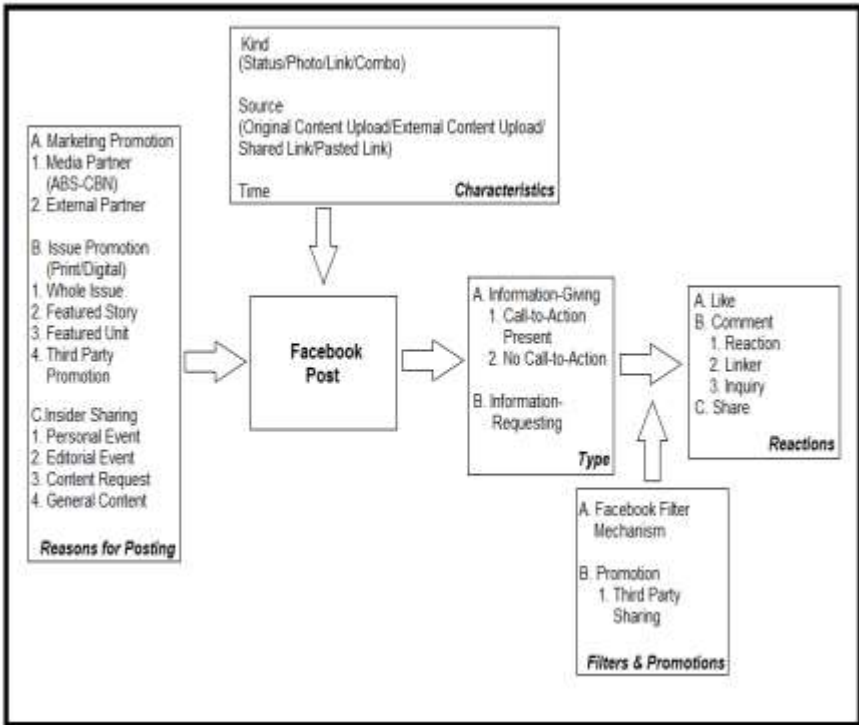 Kind
(Status/Photo/Link/Combo)
Source
(Original Content Upload/External Content Upload/
Shared Link/Pasted Link)
Time
Characteristics
A. Marketing Promotion
1. Media Partner
(ABS-CBN)
2. External Partner
B. Issue Promotion
(Print/Digital)
1. Whole Issue
2. Featured Story
3. Featured Unit
4. Third Party
Promotion
C.Insider Sharing
1. Personal Event
2. Editorial Event
3. Content Request
4. General Content
Reasons for Posting
Facebook
Post
A. Information-Giving
1. Call-to-Action
Present
2. No Call-to-Action
B. Information-
Requesting
Type
A. Like
B. Comment
1. Reaction
2. Linker
3. Inquiry
C. Share
Reactions
A. Facebook Filter
Mechanism
B. Promotion
1. Third Party
Sharing
Filters & Promotions